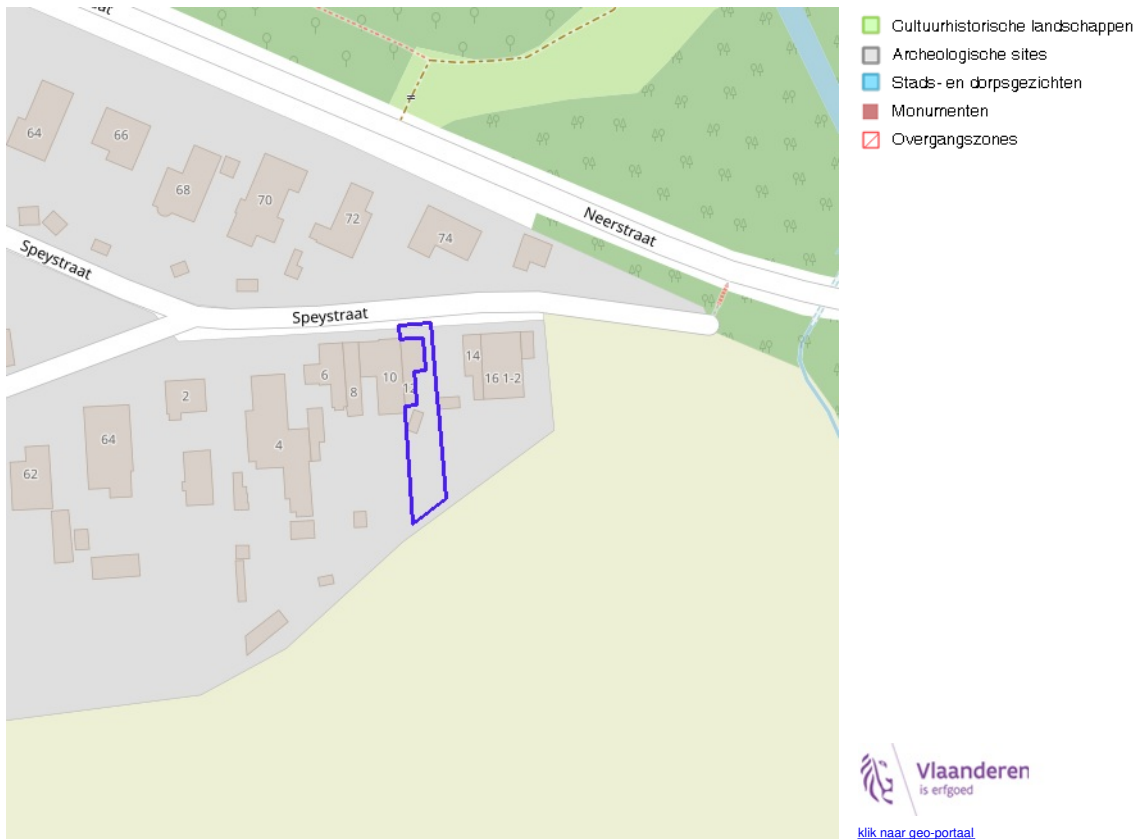 Cultuurhistorische landschappen
Archeologische sites
Stads- en dorpsgezichten
Monumenten
Overgangszones
64
66
68
70
72
74
Neerstraat
Speystraat
Speystraat
2
64
62
4
6
8
10
12
14
16 1-2
Vlaanderen
is erfgoed
klik naar geo-portaal